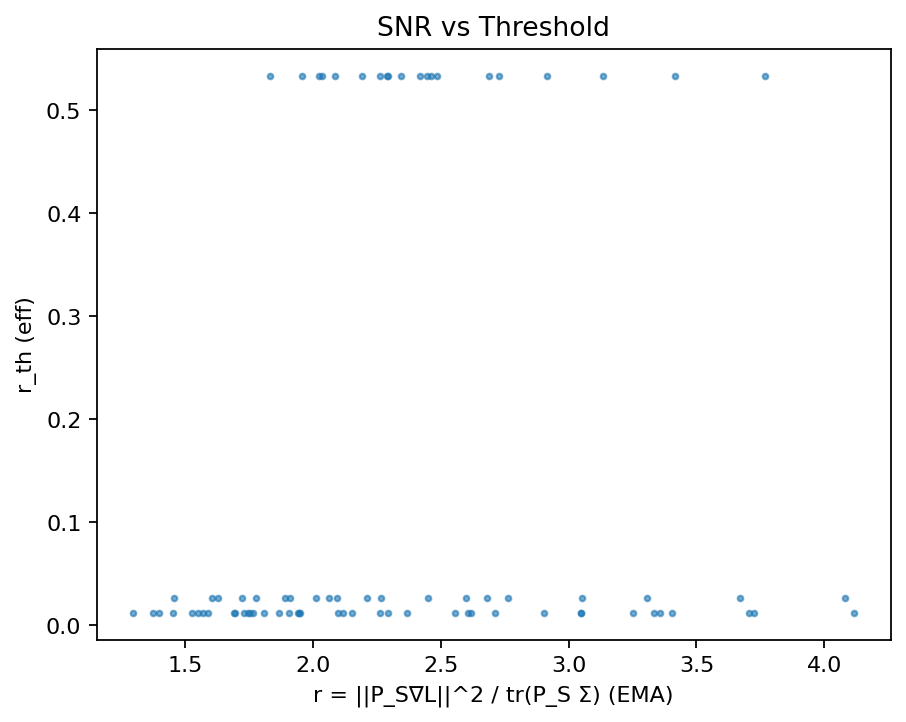 SNR vs Threshold
0.5
0.4
0.3
0.2
0.1
0.0
r_th (eff)
1.5 2.0 2.5 3.0 3.5 4.0
r = ||P_S∇L||^2 / tr(P_S Σ) (EMA)